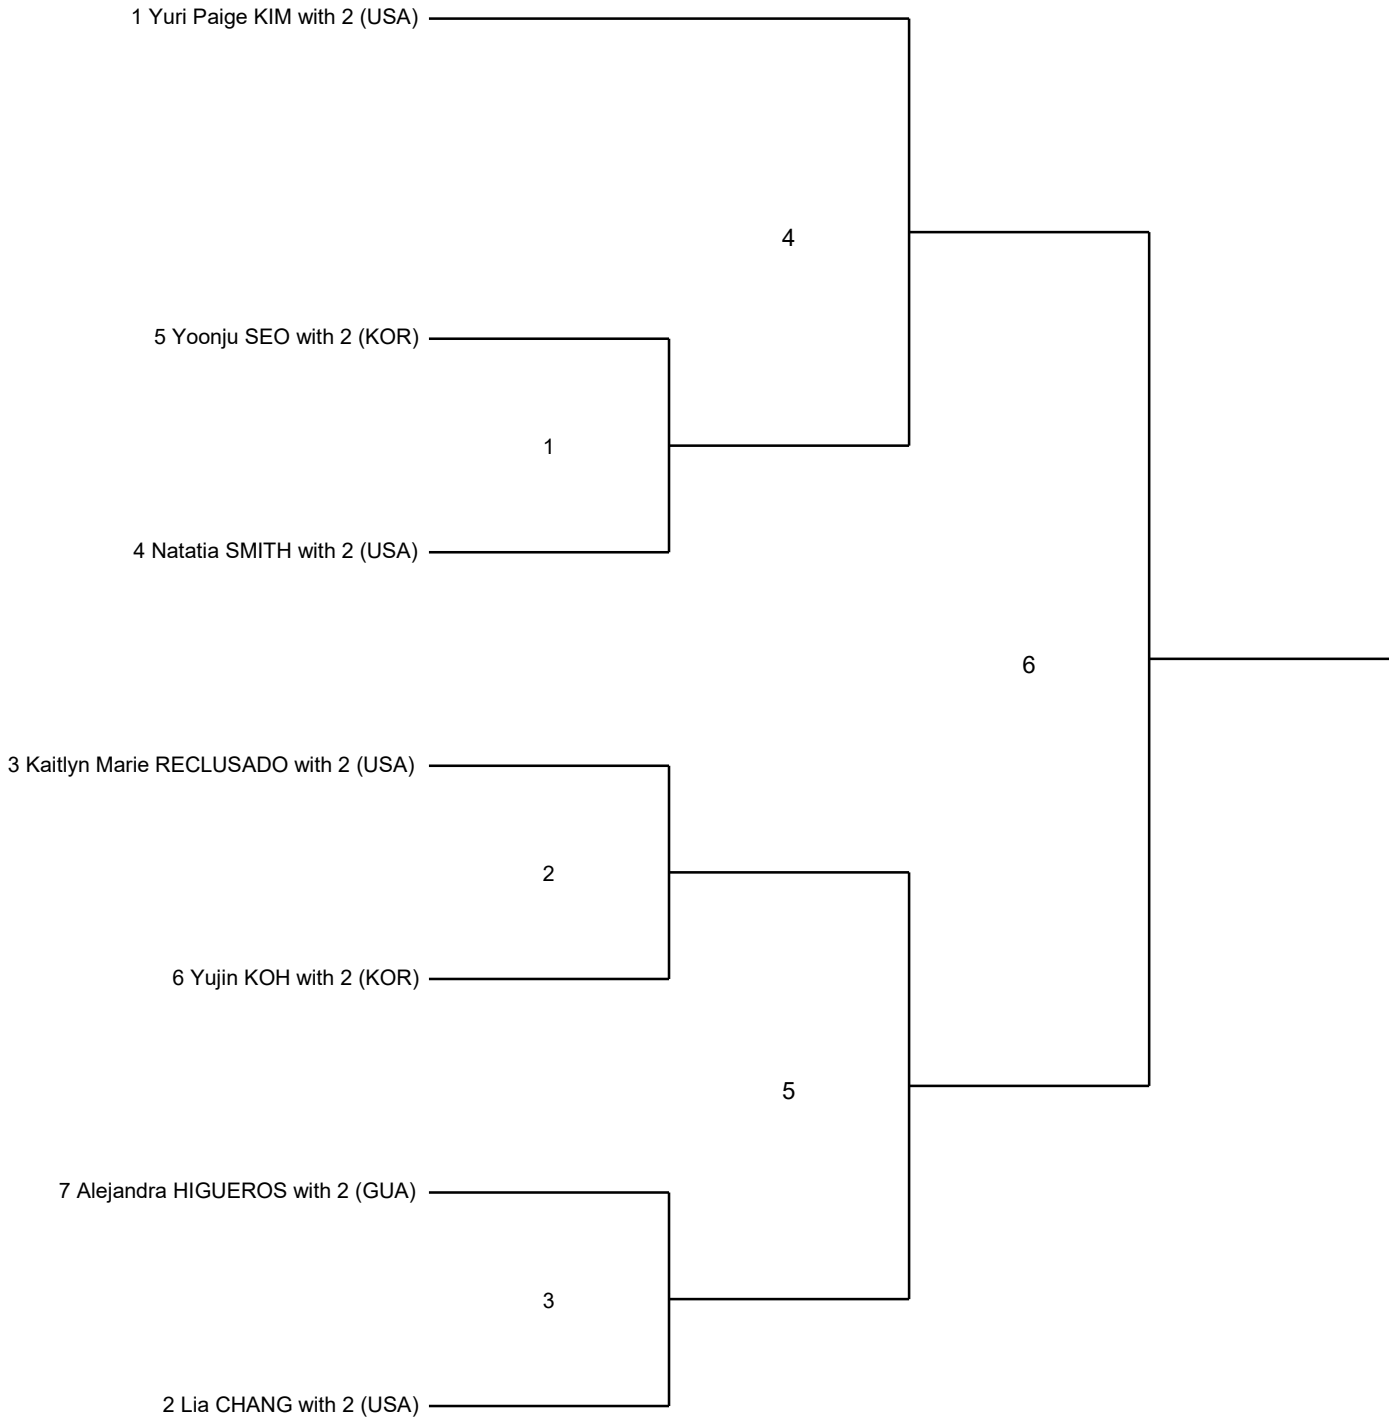 1 Yuri Paige KIM with 2 (USA)
4
5 Yoonju SEO with 2 (KOR)
1
4 Natatia SMITH with 2 (USA)
6
3 Kaitlyn Marie RECLUSADO with 2 (USA)
2
6 Yujin KOH with 2 (KOR)
5
7 Alejandra HIGUEROS with 2 (GUA)
3
2 Lia CHANG with 2 (USA)